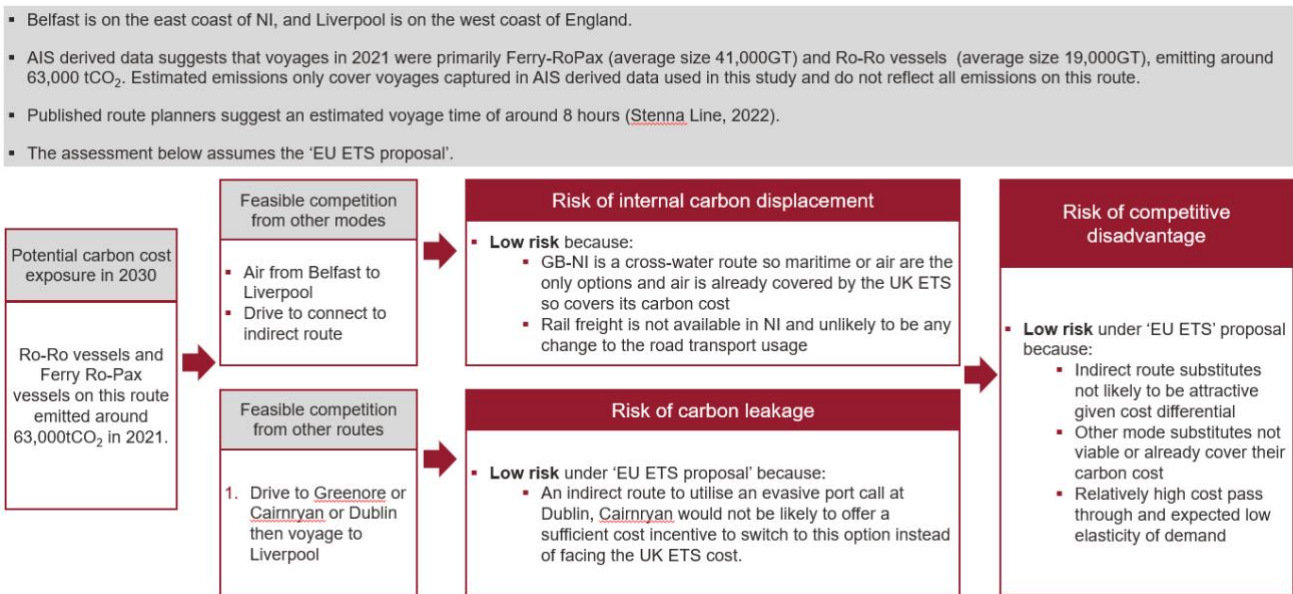 ▪ Belfast is on the east coast of NI, and Liverpool is on the west coast of England.
▪ AIS derived data suggests that voyages in 2021 were primarily Ferry-RoPax (average size 41,000GT) and Ro-Ro vessels (average size 19,000GT), emitting around
63,000 tCO₂. Estimated emissions only cover voyages captured in AIS derived data used in this study and do not reflect all emissions on this route.
▪ Published route planners suggest an estimated voyage time of around 8 hours (Stenna Line, 2022).
▪ The assessment below assumes the 'EU ETS proposal'.
Potential carbon cost
exposure in 2030
Ro-Ro vessels and
Ferry Ro-Pax
vessels on this route
emitted around
63,000tCO₂ in 2021.
Feasible competition
from other modes
▪ Air from Belfast to
Liverpool
▪ Drive to connect to
indirect route
Risk of internal carbon displacement
▪ Low risk because:
▪ GB-NI is a cross-water route so maritime or air are the
only options and air is already covered by the UK ETS
so covers its carbon cost
▪ Rail freight is not available in NI and unlikely to be any
change to the road transport usage
Feasible competition
from other routes
1. Drive to Greenore or
Cairnryan or Dublin
then voyage to
Liverpool
Risk of carbon leakage
▪ Low risk under 'EU ETS proposal' because:
▪ An indirect route to utilise an evasive port call at
Dublin, Cairnryan would not be likely to offer a
sufficient cost incentive to switch to this option instead
of facing the UK ETS cost.
Risk of competitive
disadvantage
▪ Low risk under 'EU ETS' proposal
because:
▪ Indirect route substitutes
not likely to be attractive
given cost differential
▪ Other mode substitutes not
viable or already cover their
carbon cost
▪ Relatively high cost pass
through and expected low
elasticity of demand